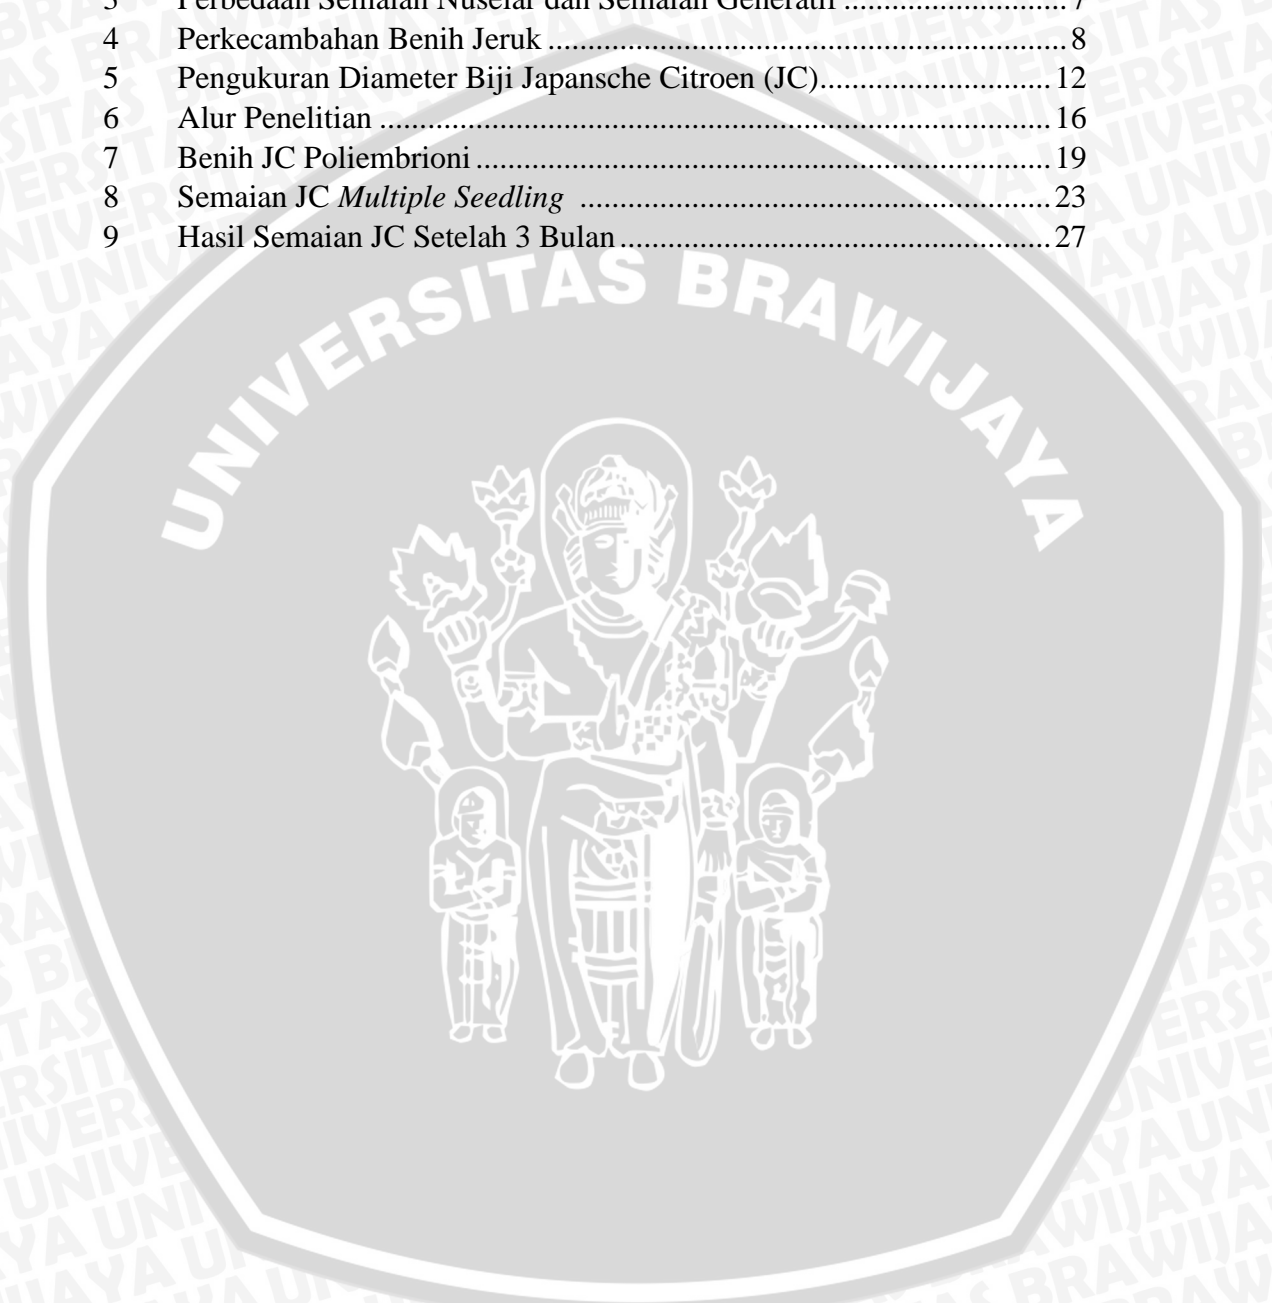 3 Perbedaan Semaian Nuselar dan Semaian Generatif ............................ 7
4 Perkecambahan Benih Jeruk .................................................................. 8
5 Pengukuran Diameter Biji Japansche Citroen (JC)............................. 12
6 Alur Penelitian ..................................................................................... 16
7 Benih JC Poliembrioni ......................................................................... 19
8 Semaian JC Multiple Seedling ............................................................ 23
9 Hasil Semaian JC Setelah 3 Bulan ....................................................... 27
UNIVERSITAS BRAWIJAYA